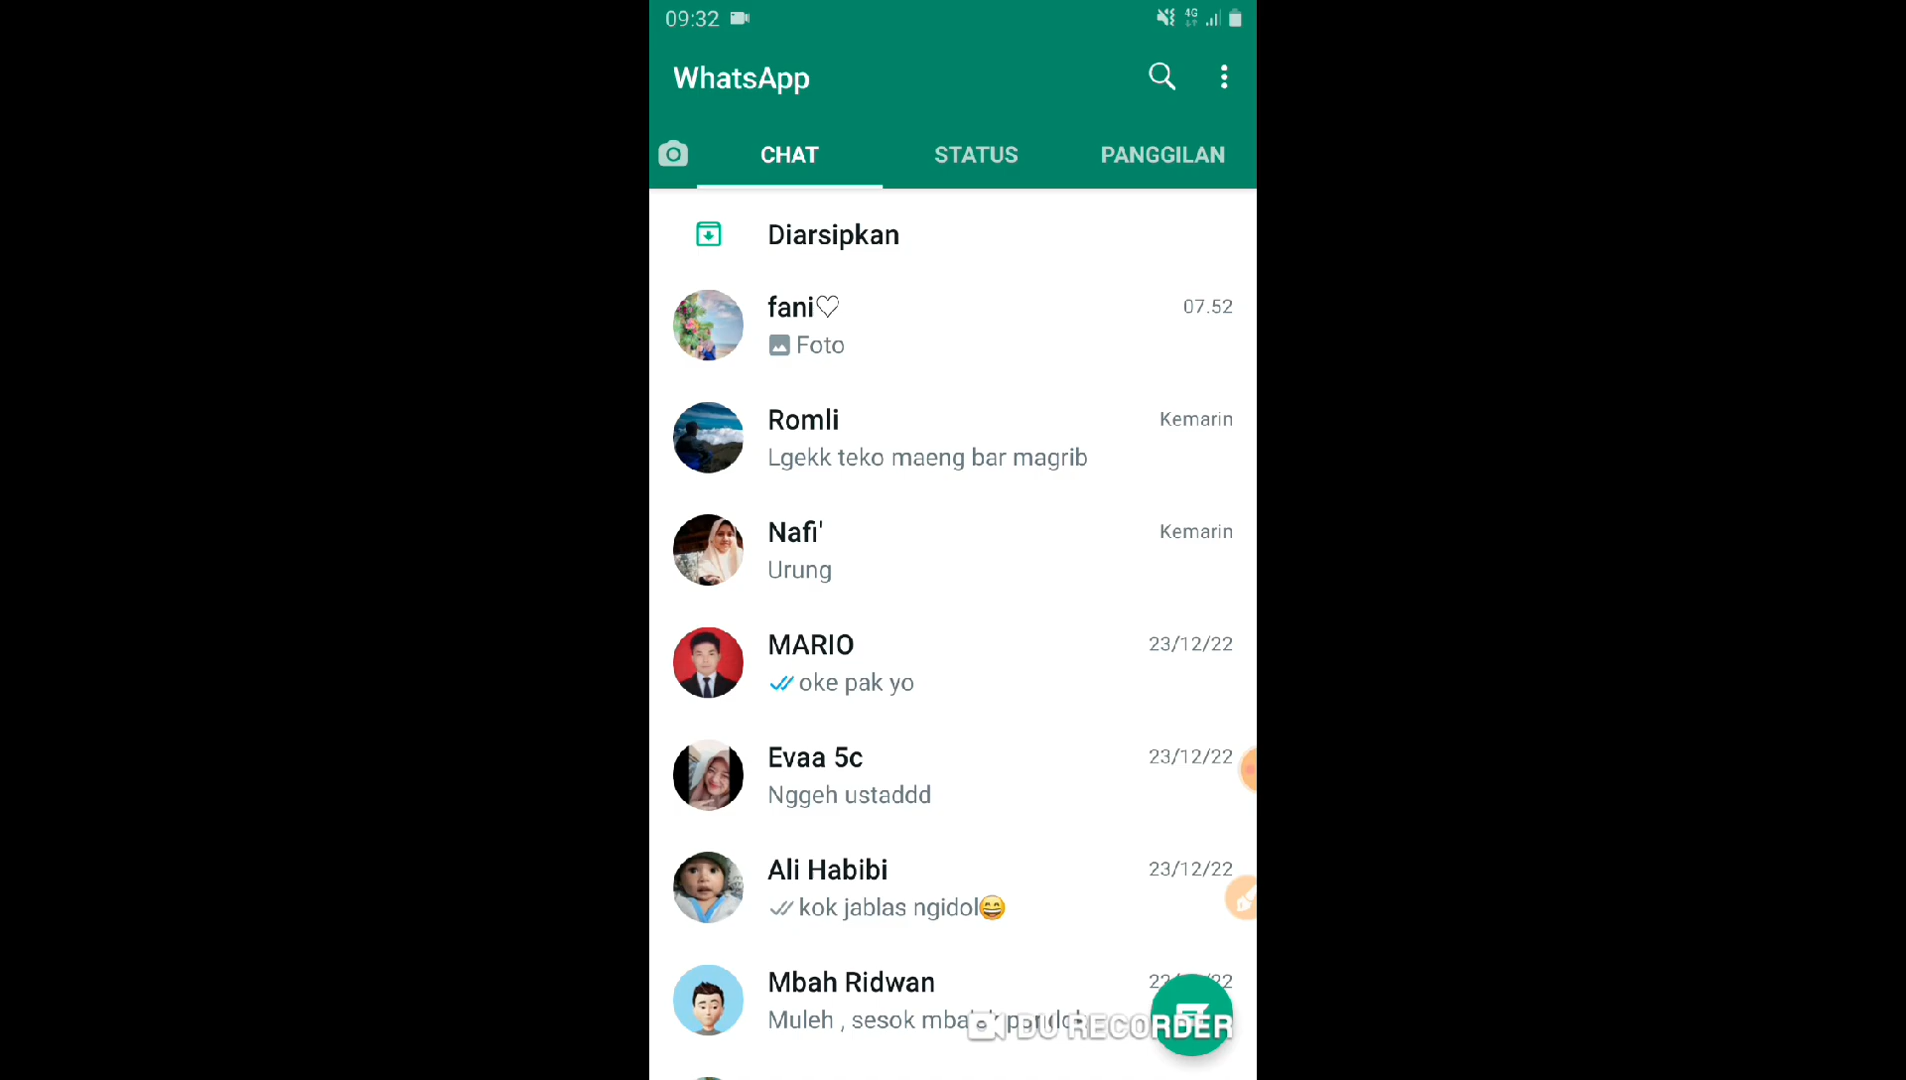 09:32
4G
WhatsApp
CHAT STATUS PANGGILAN
Diarsipkan
fani♡ 07.52
Foto
Romli Kemarin
Lgekk teko maeng bar magrib
Nafi' Kemarin
Urung
MARIO 23/12/22
oke pak yo
Evaa 5c 23/12/22
Nggeh ustaddd
Ali Habibi 23/12/22
kok jablas ngidol😄
Mbah Ridwan
Muleh , sesok
DU RECORDER